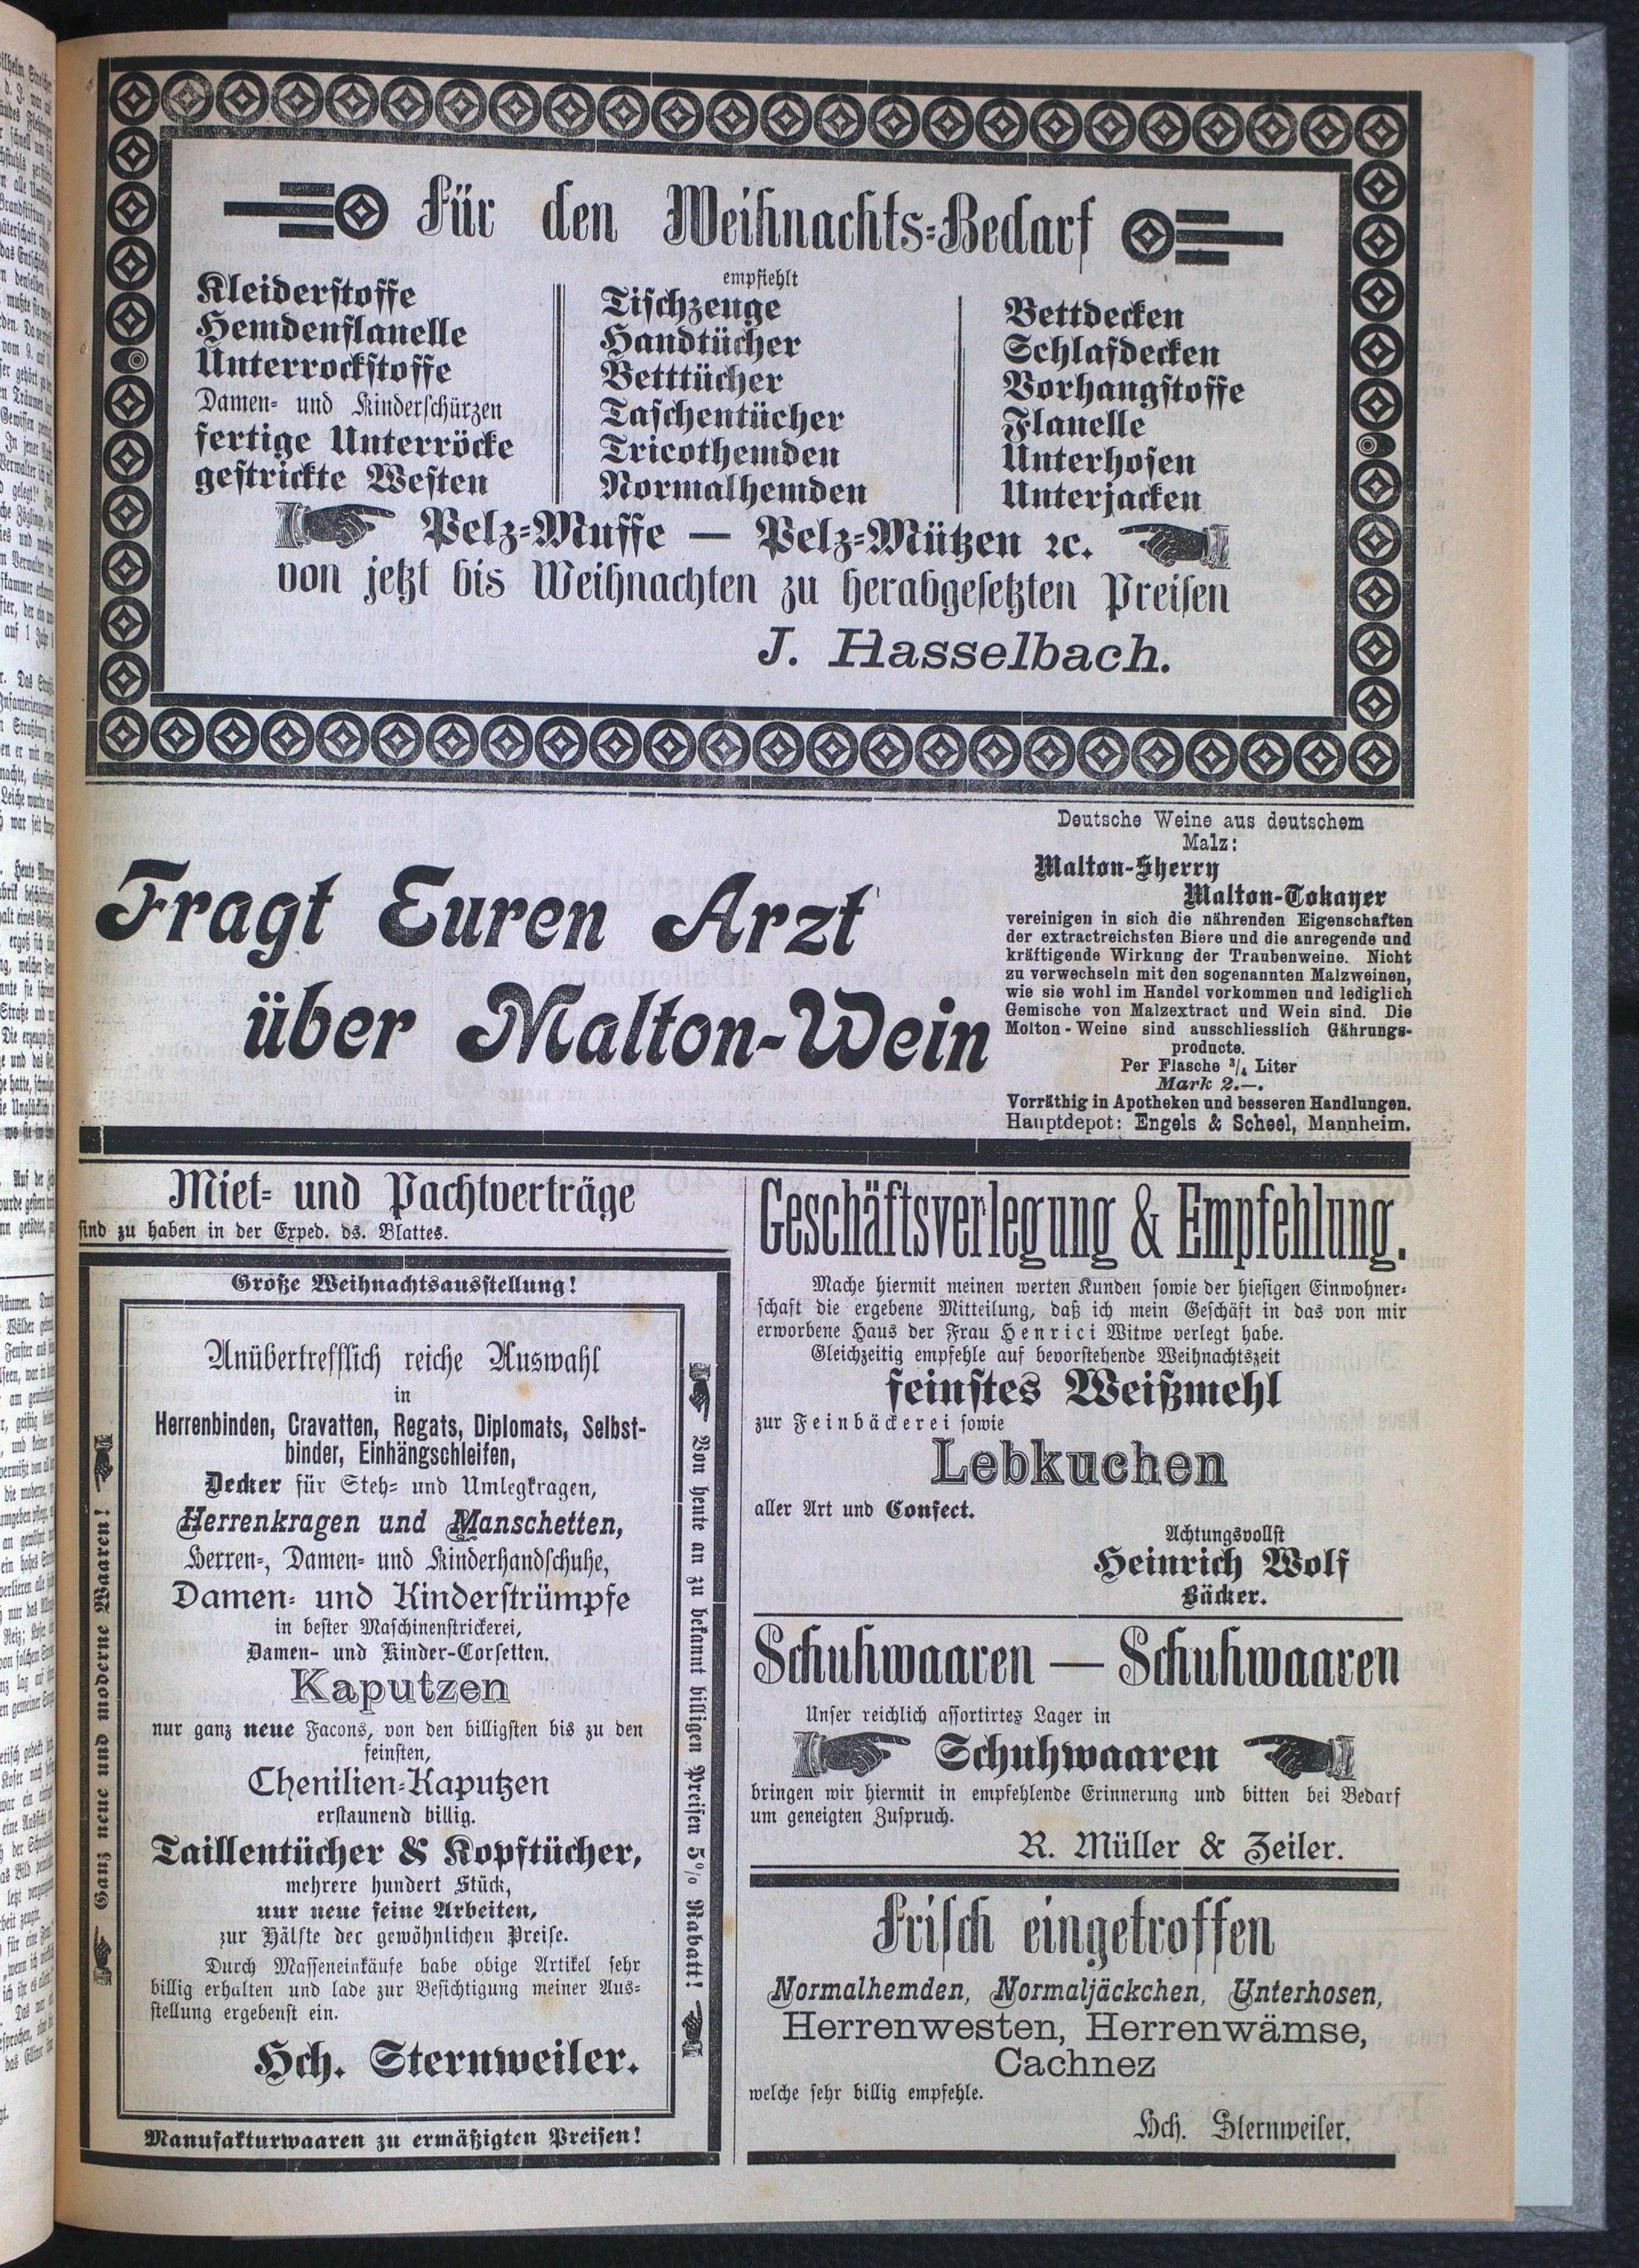 Für den Weihnachts-Bedarf
empfiehlt
Kleiderstoffe
Hemdenflanelle
Unterrockstoffe
Damen- und Kinderschürzen
fertige Unterröcke
gestrickte Westen
Tischzeuge
Handtücher
Betttücher
Taschentücher
Tricothemden
Normalhemden
Bettdecken
Schlafdecken
Vorhangstoffe
Flanelle
Unterhosen
Unterjacken
Pelz-Muffe — Pelz-Mützen ꝛc.
von jetzt bis Weihnachten zu herabgesetzten Preisen
J. Hasselbach.
Fragt Euren Arzt
über Malton-Wein
Deutsche Weine aus deutschem
Malz:
Malton-Sherry
Malton-Tokayer
vereinigen in sich die nährenden Eigenschaften
der extractreichsten Biere und die anregende und
kräftigende Wirkung der Traubenweine. Nicht
zu verwechseln mit den sogenannten Malzweinen,
wie sie wohl im Handel vorkommen und lediglich
Gemische von Malzextract und Wein sind. Die
Molton-Weine sind ausschliesslich Gährungs-
producte.
Per Flasche ¾ Liter
Mark 2.—.
Vorräthig in Apotheken und besseren Handlungen.
Hauptdepot: Engels & Scheel, Mannheim.
Miet- und Pachtverträge
sind zu haben in der Exped. ds. Blattes.
Große Weihnachtsausstellung!
Ganz neue und moderne Waaren!
Anübertrefflich reiche Auswahl
in
Herrenbinden, Cravatten, Regats, Diplomats, Selbst-
binder, Einhängschleifen,
Decker für Steh- und Umlegkragen,
Herrenkragen und Manschetten,
Herren-, Damen- und Kinderhandschuhe,
Damen- und Kinderstrümpfe
in bester Maschinenstrickerei,
Damen- und Kinder-Corsetten.
Kaputzen
nur ganz neue Facons, von den billigsten bis zu den
feinsten,
Chenilien-Kaputzen
erstaunend billig.
Taillentücher & Kopftücher,
mehrere hundert Stück,
nur neue feine Arbeiten,
zur Hälfte der gewöhnlichen Preise.
Durch Masseneinkäufe habe obige Artikel sehr
billig erhalten und lade zur Besichtigung meiner Aus-
stellung ergebenst ein.
Hch. Sternweiler.
Von heute an zu bekannt billigen Preisen 5% Rabatt!
Manufakturwaaren zu ermäßigten Preisen!
Geschäftsverlegung & Empfehlung.
Mache hiermit meinen werten Kunden sowie der hiesigen Einwohner-
schaft die ergebene Mitteilung, daß ich mein Geschäft in das von mir
erworbene Haus der Frau Henrici Witwe verlegt habe.
Gleichzeitig empfehle auf bevorstehende Weihnachtszeit
feinstes Weißmehl
zur Feinbäckerei sowie
Lebkuchen
aller Art und Confect.
Achtungsvollst
Heinrich Wolf
Bäcker.
Schuhwaaren — Schuhwaaren
Unser reichlich assortirtes Lager in
Schuhwaaren
bringen wir hiermit in empfehlende Erinnerung und bitten bei Bedarf
um geneigten Zuspruch.
R. Müller & Zeiler.
Frisch eingetroffen
Normalhemden, Normaljäckchen, Unterhosen,
Herrenwesten, Herrenwämse,
Cachnez
welche sehr billig empfehle.
Hch. Sternweiler.